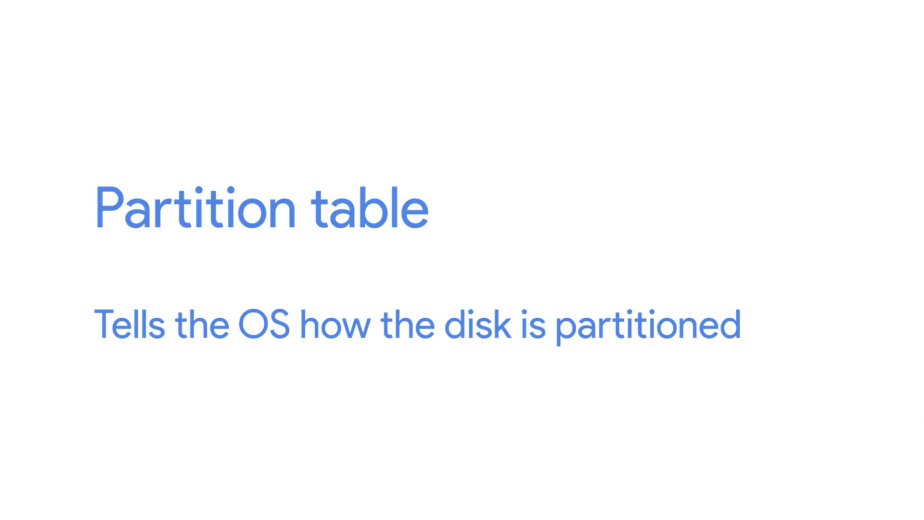 Partition table
Tells the OS how the disk is partitioned